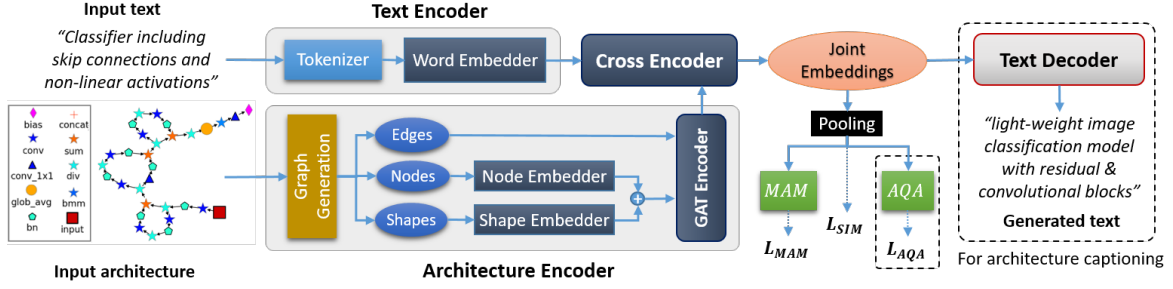 Input text
“Classifier including
skip connections and
non-linear activations”
Text Encoder
Tokenizer
Word Embedder
Cross Encoder
Joint
Embeddings
Text Decoder
Pooling
MAM
AQA
L_MAM
L_SIM
L_AQA
“light-weight image
classification model
with residual &
convolutional blocks”
Generated text
For architecture captioning
bias
concat
conv
sum
conv_1x1
div
glob_avg
bmm
bn
input
Input architecture
Graph
Generation
Edges
Nodes
Shapes
Node Embedder
Shape Embedder
+
GAT Encoder
Architecture Encoder